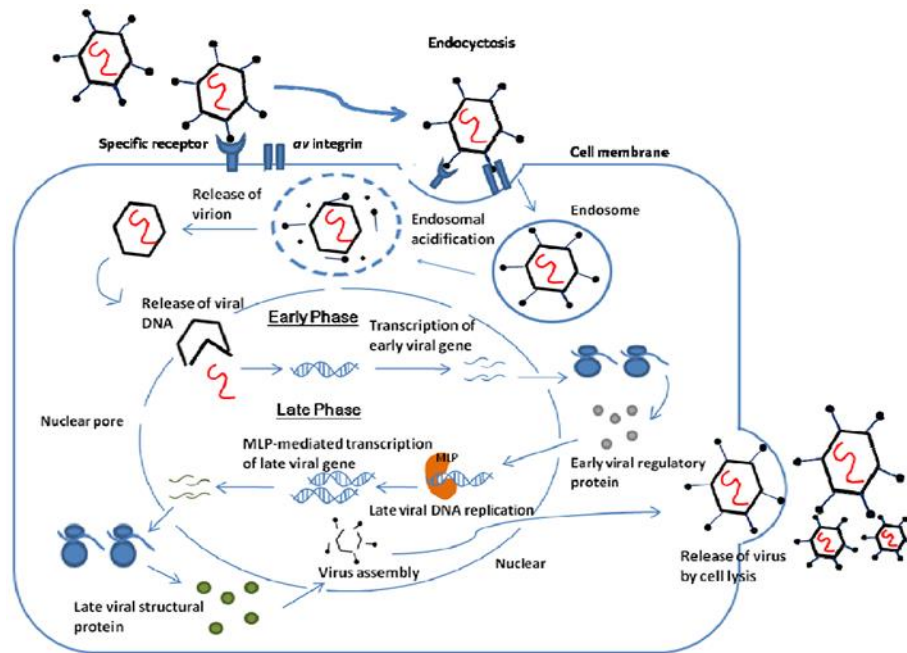 Endocyctosis
Specific receptor
αv integrin
Cell membrane
Release of
virion
Endosomal
acidification
Endosome
Release of viral
DNA
Early Phase
Transcription of
early viral gene
Nuclear pore
Late Phase
MLP-mediated transcription
of late viral gene
MLP
Early viral regulatory
protein
Late viral DNA replication
Virus assembly
Nuclear
Release of virus
by cell lysis
Late viral structural
protein